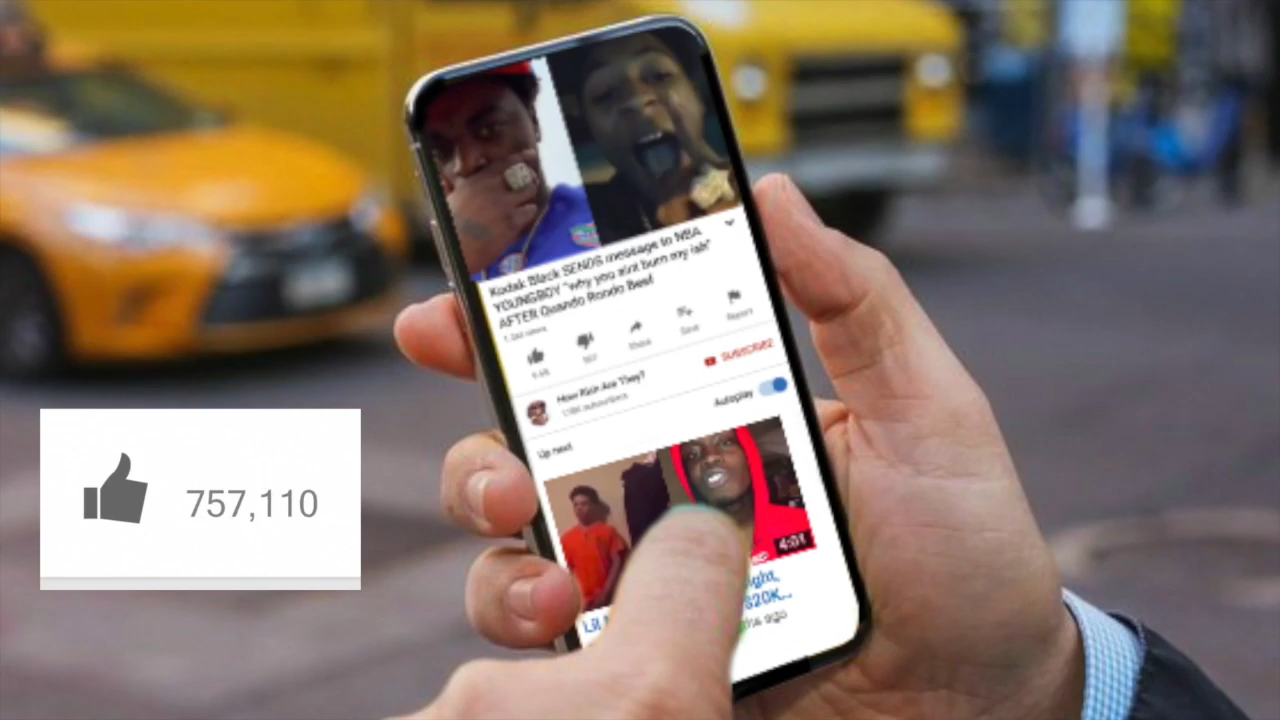 Kodak Black SENDS message to NBA
YOUNGBOY "why you aint burn my ish"
AFTER Quando Rondo Beef
Share
Save
Report
How Rich Are They?
SUBSCRIBE
Autoplay
Up next
4:01
757,110